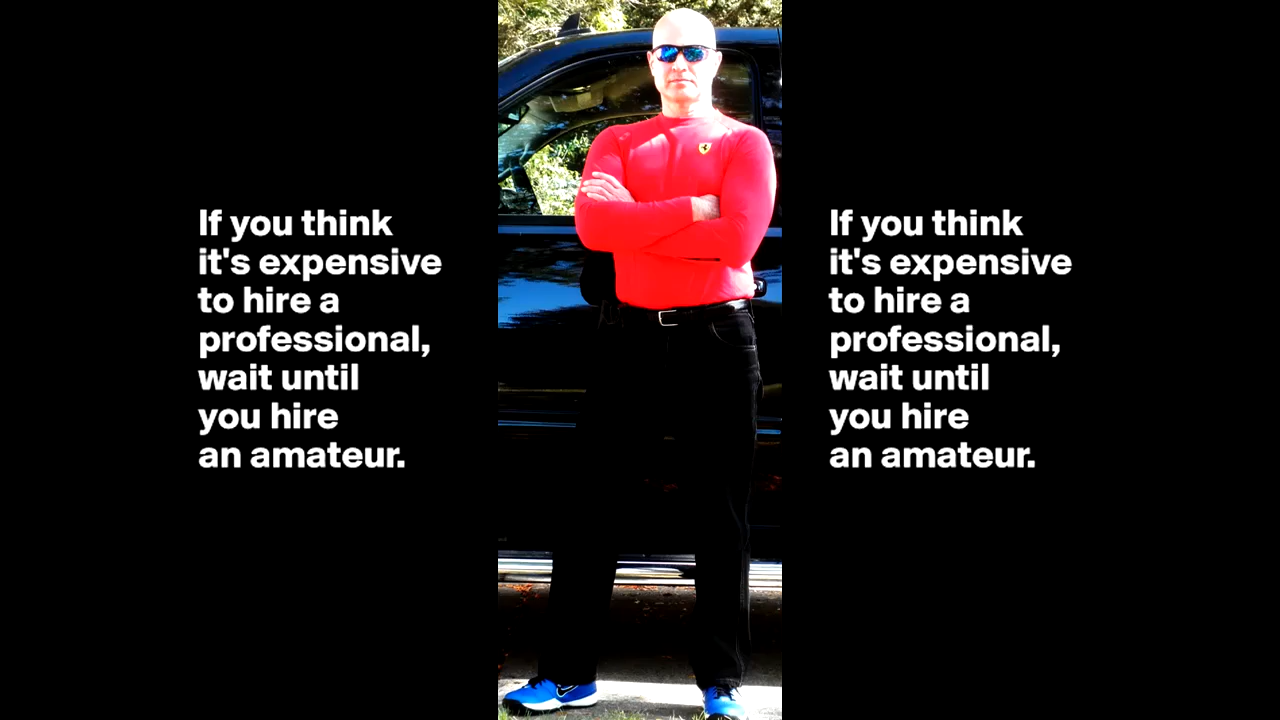 If you think
it's expensive
to hire a
professional,
wait until
you hire
an amateur.
If you think
it's expensive
to hire a
professional,
wait until
you hire
an amateur.